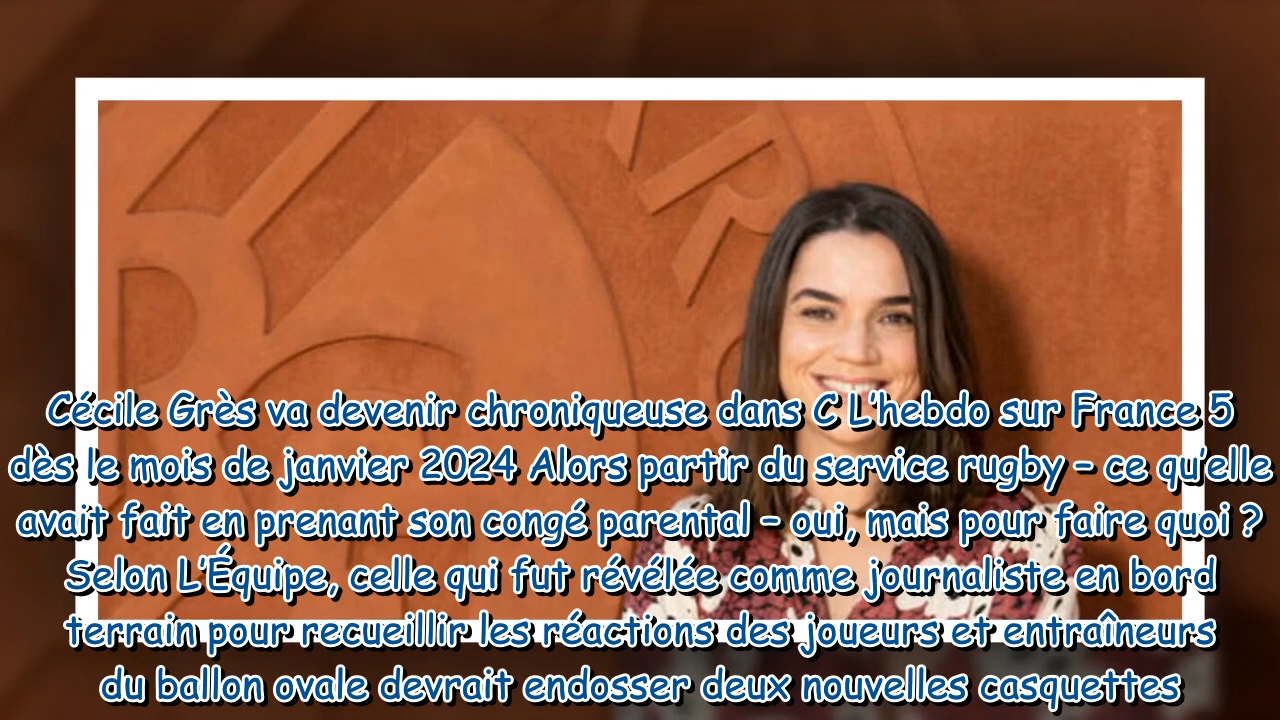 Cécile Grès va devenir chroniqueuse dans C L'hebdo sur France 5
dès le mois de janvier 2024 Alors partir du service rugby – ce qu'elle
avait fait en prenant son congé parental – oui, mais pour faire quoi ?
Selon L'Équipe, celle qui fut révélée comme journaliste en bord
terrain pour recueillir les réactions des joueurs et entraîneurs
du ballon ovale devrait endosser deux nouvelles casquettes